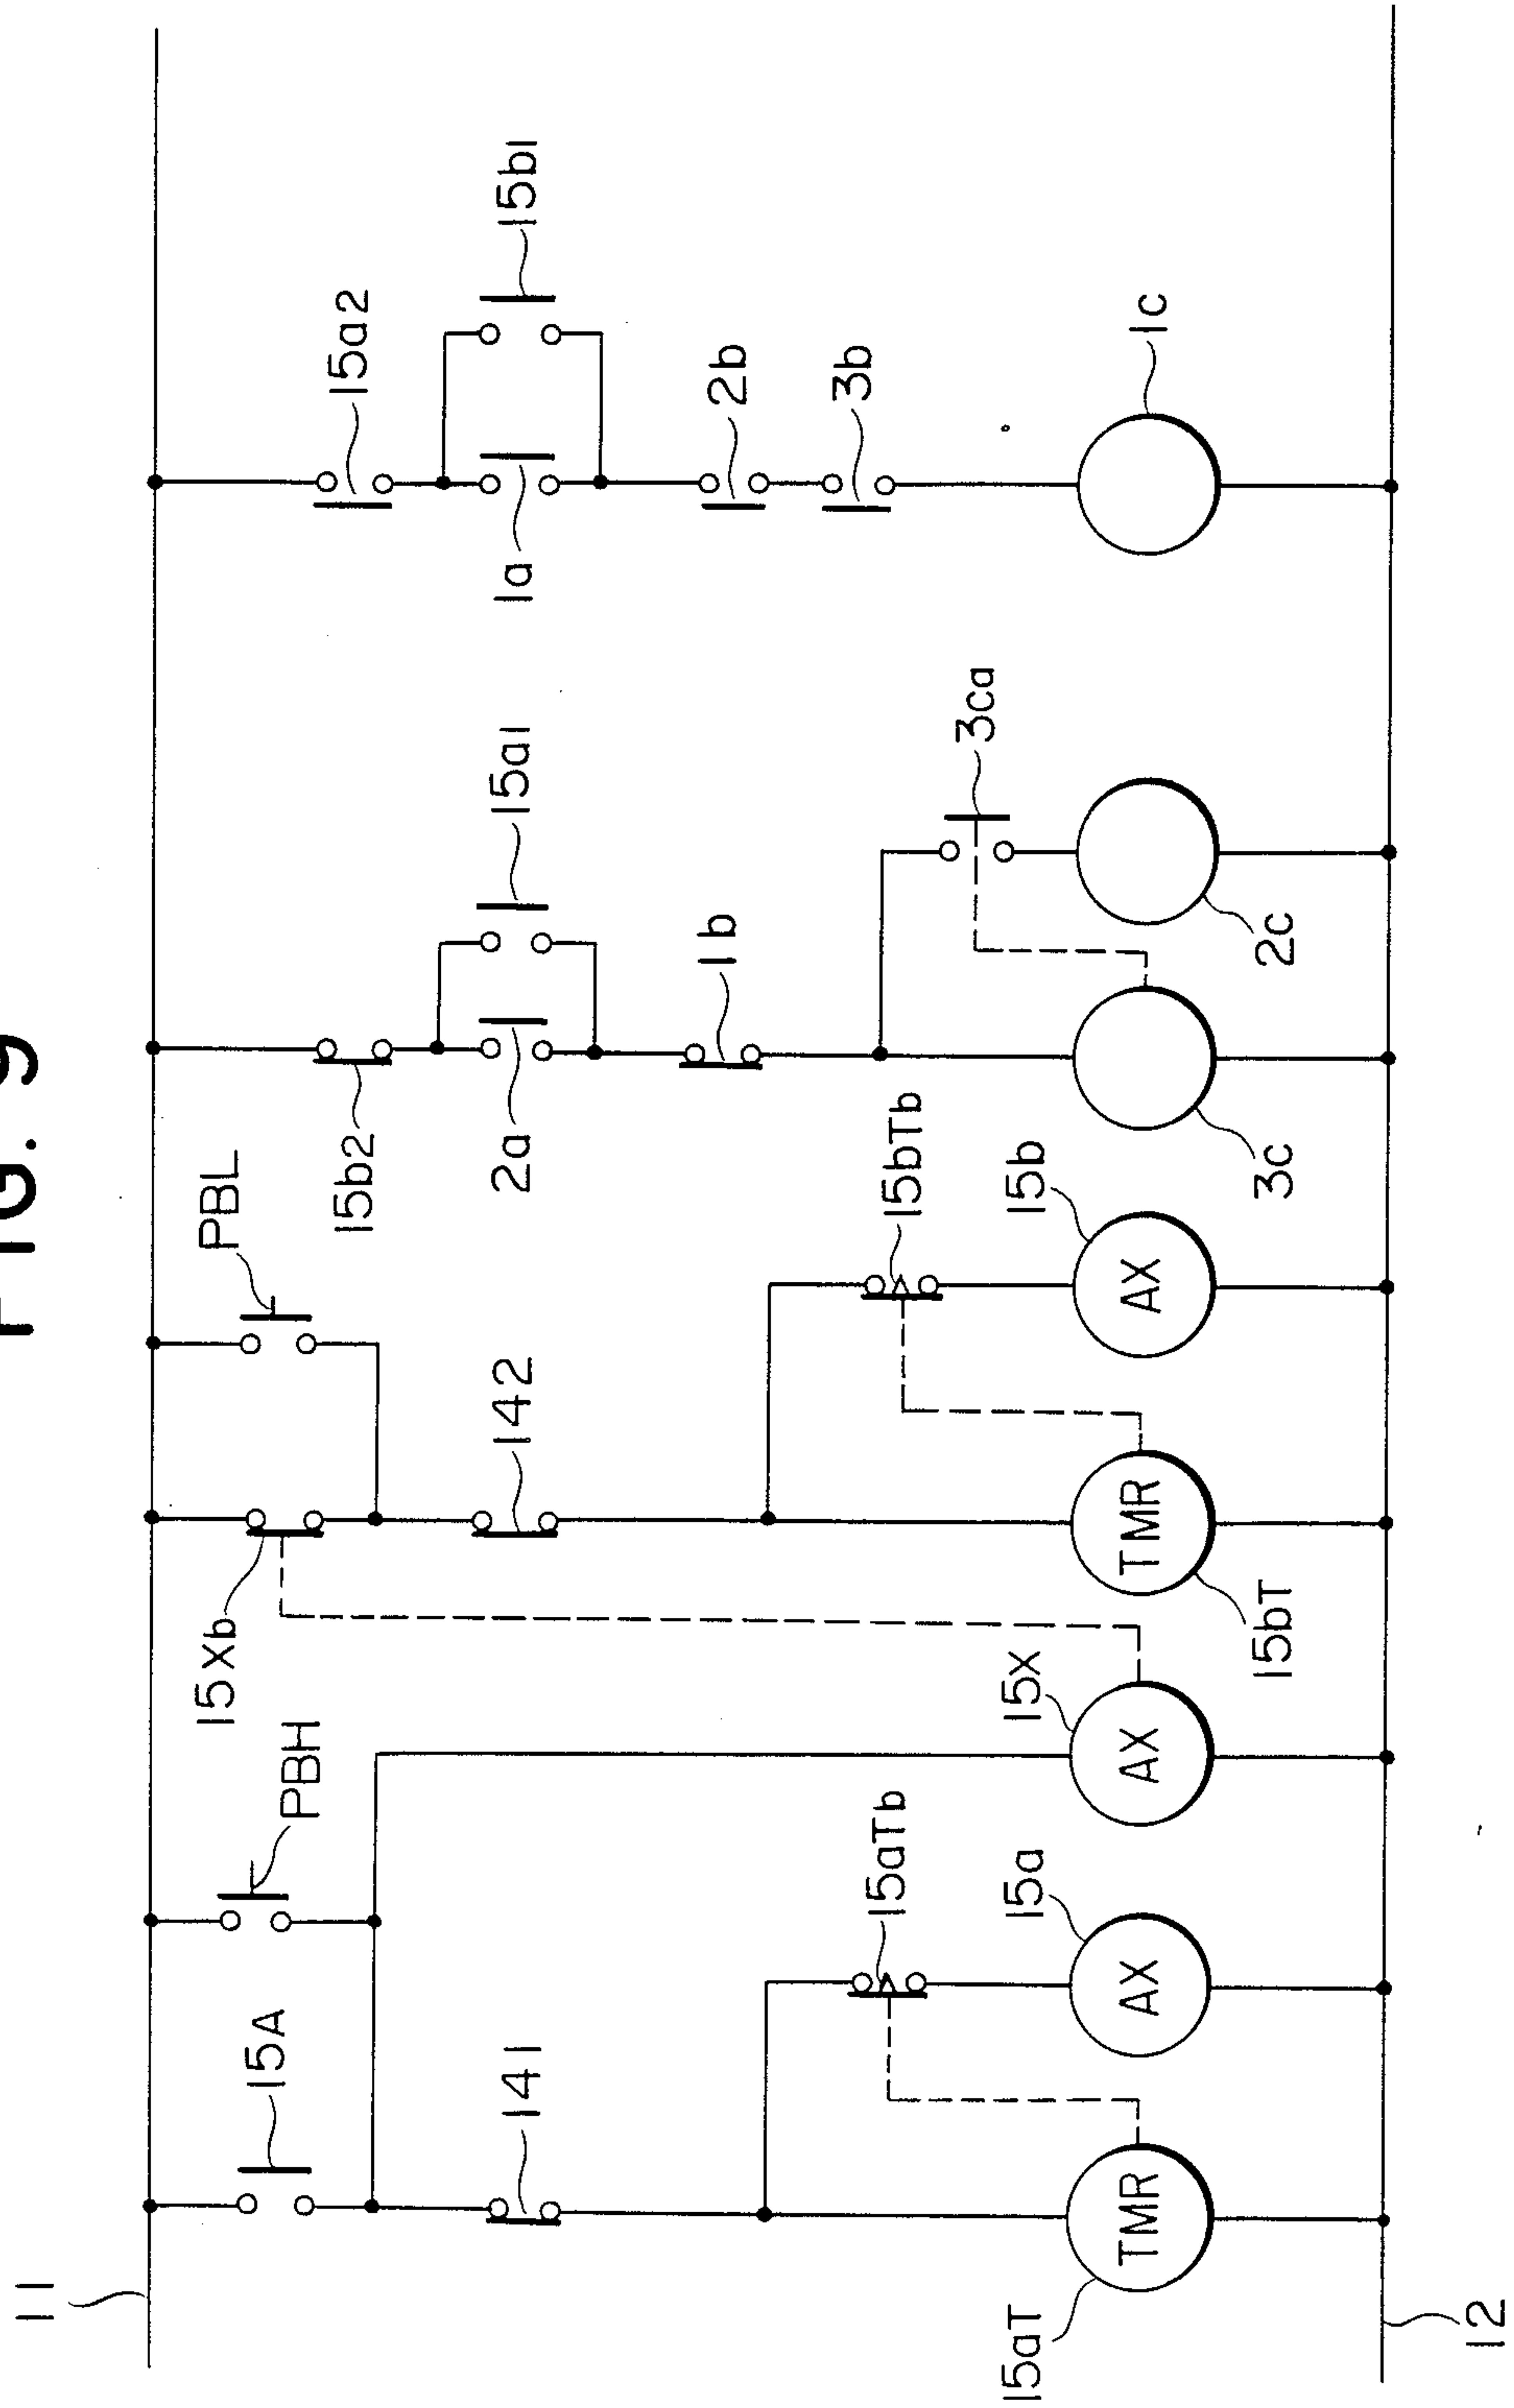 FIG. 9
11
15A
PBH
15Xb
PBL
15b2
2a
15a1
1a
15a2
15b1
141
142
1b
2b
3b
15aTb
15bTb
3ca
15aT
TMR
15a
AX
15X
AX
15bT
TMR
15b
AX
3c
2c
1c
12